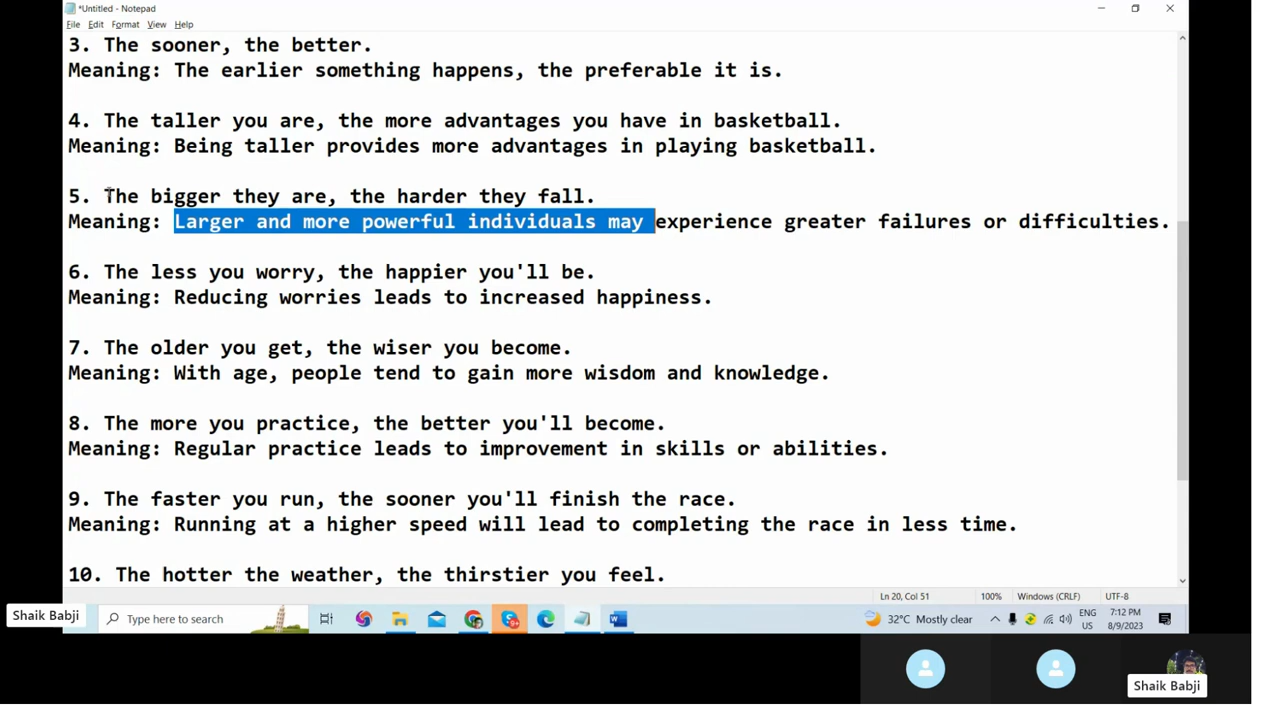 *Untitled - Notepad
File Edit Format View Help
3. The sooner, the better.
Meaning: The earlier something happens, the preferable it is.
4. The taller you are, the more advantages you have in basketball.
Meaning: Being taller provides more advantages in playing basketball.
5. The bigger they are, the harder they fall.
Meaning: Larger and more powerful individuals may experience greater failures or difficulties.
6. The less you worry, the happier you'll be.
Meaning: Reducing worries leads to increased happiness.
7. The older you get, the wiser you become.
Meaning: With age, people tend to gain more wisdom and knowledge.
8. The more you practice, the better you'll become.
Meaning: Regular practice leads to improvement in skills or abilities.
9. The faster you run, the sooner you'll finish the race.
Meaning: Running at a higher speed will lead to completing the race in less time.
10. The hotter the weather, the thirstier you feel.
Ln 20, Col 51 100% Windows (CRLF) UTF-8
Shaik Babji
Type here to search
32°C Mostly clear
ENG
US
7:12 PM
8/9/2023
Shaik Babji